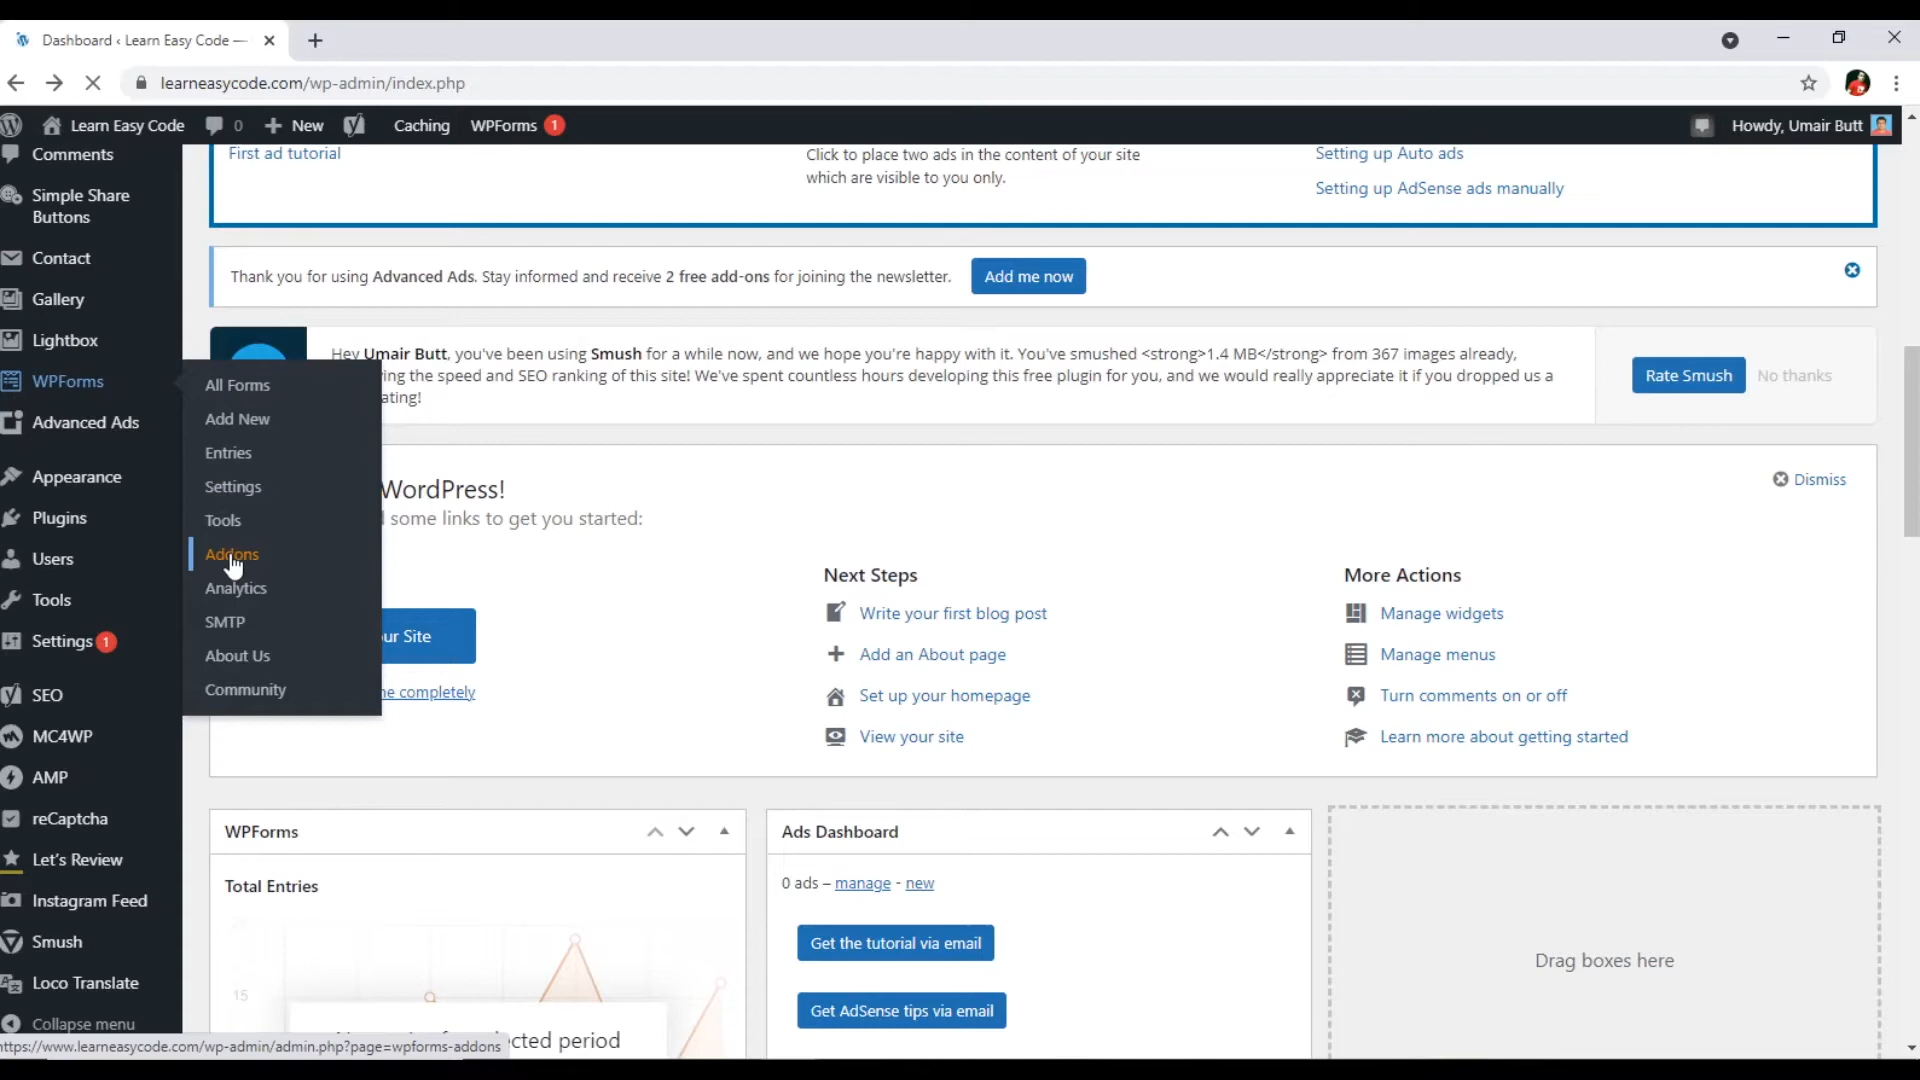 Dashboard ‹ Learn Easy Code —
learneasycode.com/wp-admin/index.php
Learn Easy Code 0 New Caching WPForms 1 Howdy, Umair Butt
Comments
Simple Share
Buttons
Contact
Gallery
Lightbox
WPForms
Advanced Ads
Appearance
Plugins
Users
Tools
Settings 1
SEO
MC4WP
AMP
reCaptcha
Let's Review
Instagram Feed
Smush
Loco Translate
Collapse menu
All Forms
Add New
Entries
Settings
Tools
Addons
Analytics
SMTP
About Us
Community
First ad tutorial
Click to place two ads in the content of your site
which are visible to you only.
Setting up Auto ads
Setting up AdSense ads manually
Thank you for using Advanced Ads. Stay informed and receive 2 free add-ons for joining the newsletter. Add me now
Hey Umair Butt, you've been using Smush for a while now, and we hope you're happy with it. You've smushed <strong>1.4 MB</strong> from 367 images already,
ing the speed and SEO ranking of this site! We've spent countless hours developing this free plugin for you, and we would really appreciate it if you dropped us a
ating!
Rate Smush No thanks
WordPress!
some links to get you started:
Dismiss
ur Site
e completely
Next Steps
Write your first blog post
Add an About page
Set up your homepage
View your site
More Actions
Manage widgets
Manage menus
Turn comments on or off
Learn more about getting started
WPForms
Total Entries
15
ected period
Ads Dashboard
0 ads – manage - new
Get the tutorial via email
Get AdSense tips via email
Drag boxes here
https://www.learneasycode.com/wp-admin/admin.php?page=wpforms-addons